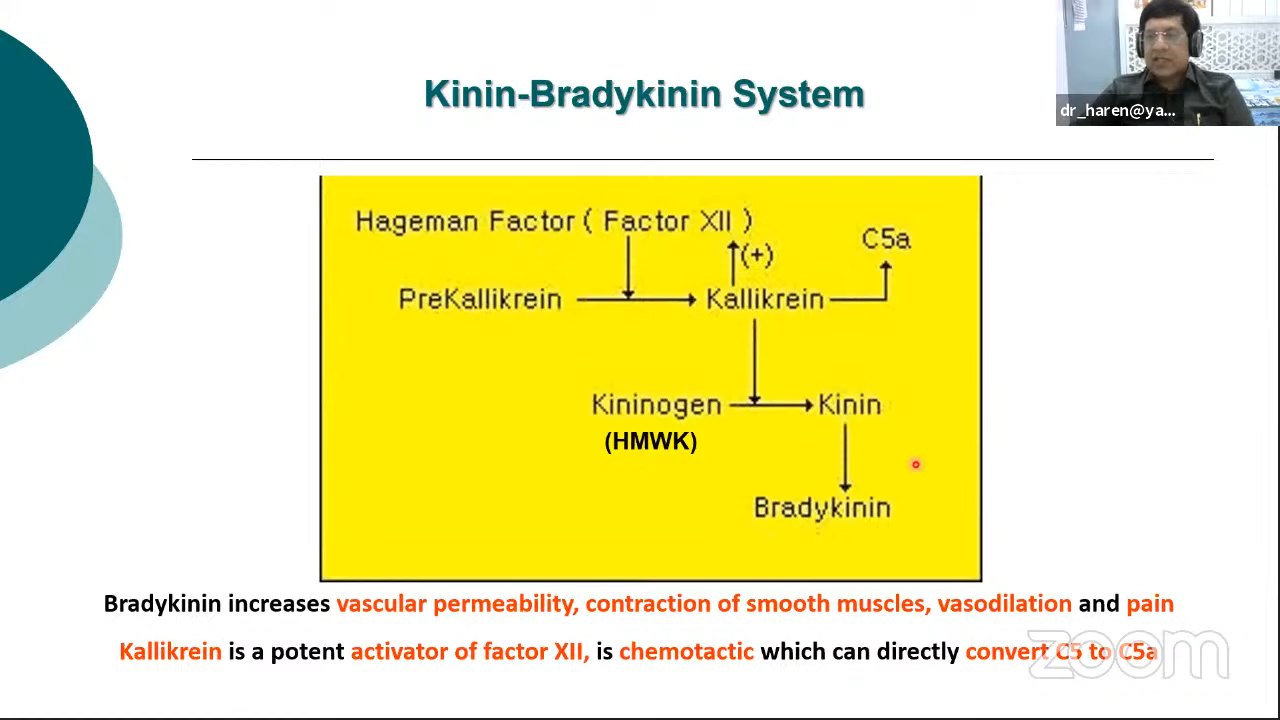 Kinin-Bradykinin System
dr_haren@ya...
Hageman Factor ( Factor XII )
(+)
C5a
PreKallikrein
Kallikrein
Kininogen
Kinin
(HMWK)
Bradykinin
Bradykinin increases vascular permeability, contraction of smooth muscles, vasodilation and pain
Kallikrein is a potent activator of factor XII, is chemotactic which can directly convert C5 to C5a
zoom